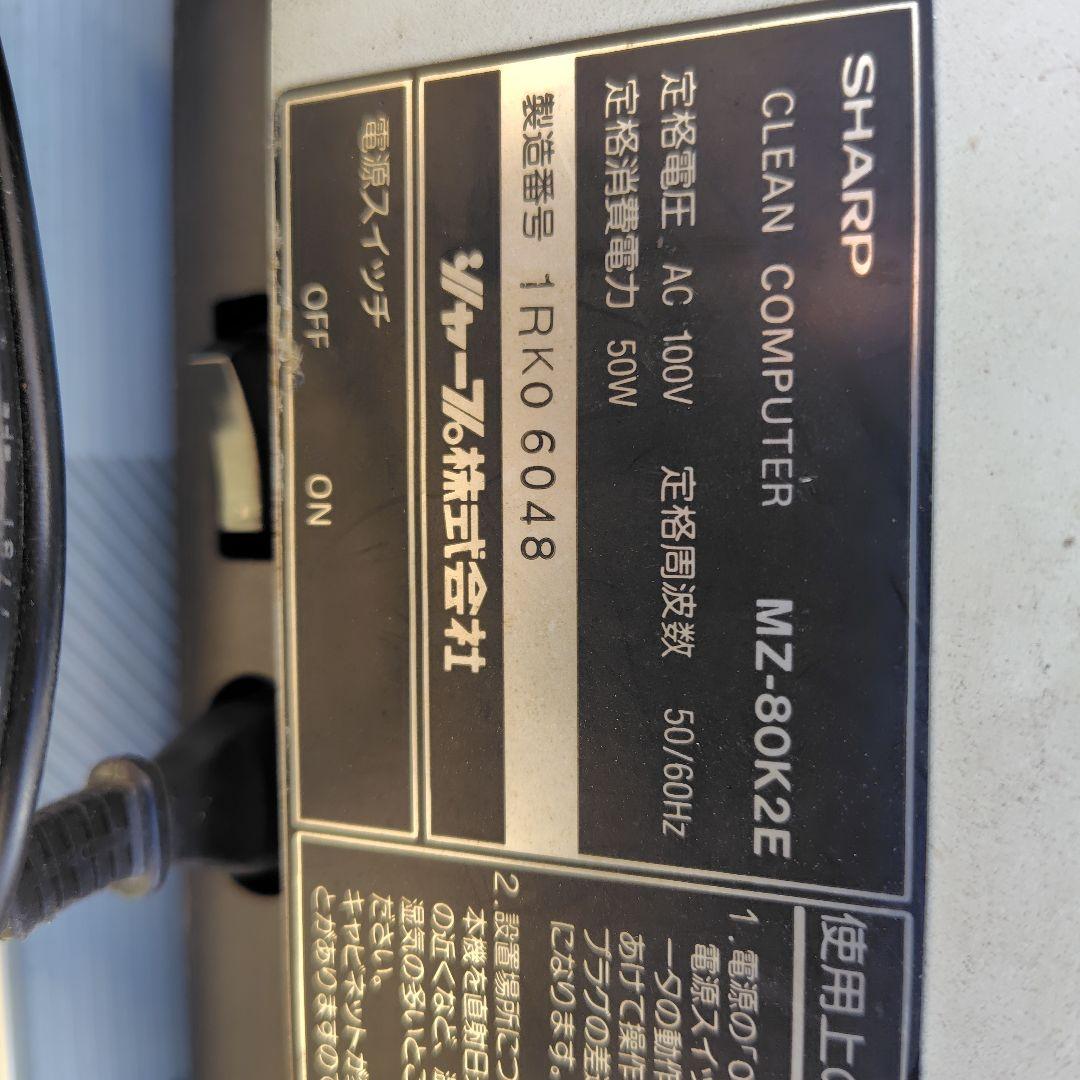 SHARP
CLEAN COMPUTER MZ-80K2E
定格電圧 AC 100V 定格周波数 50/60Hz
定格消費電力 50W
製造番号 1RK06048
シャープ株式会社
電源スイッチ
OFF ON
使用上の
1. 電源の「O
電源スイッ
ータの動作
あけて操作
プラグの差
になります。
2. 設置場所につ
本機を直射日
の近くなど、
湿気の多いとこ
ださい。
キャビネットが
とがありますの